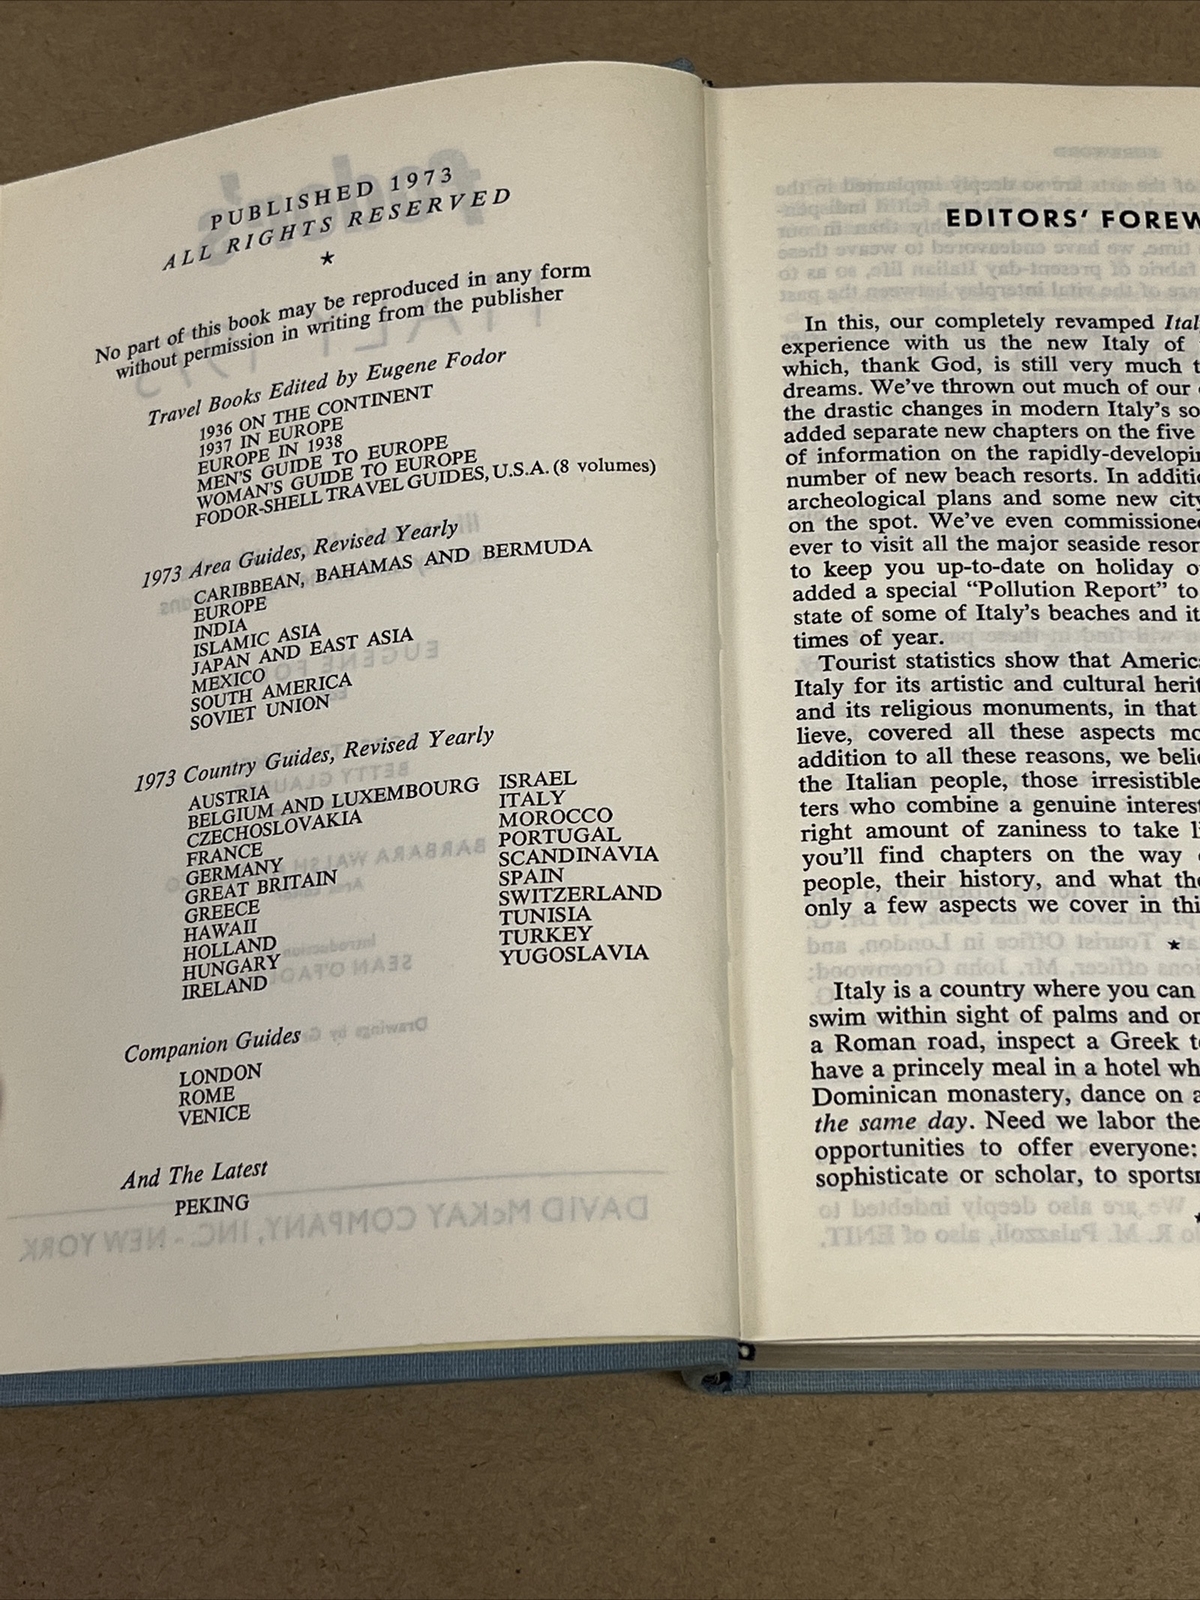 PUBLISHED 1973
ALL RIGHTS RESERVED
★
No part of this book may be reproduced in any form
without permission in writing from the publisher
Travel Books Edited by Eugene Fodor
1936 ON THE CONTINENT
1937 IN EUROPE
EUROPE IN 1938
MEN'S GUIDE TO EUROPE
WOMAN'S GUIDE TO EUROPE
FODOR-SHELL TRAVEL GUIDES, U.S.A. (8 volumes)
1973 Area Guides, Revised Yearly
CARIBBEAN, BAHAMAS AND BERMUDA
EUROPE
INDIA
ISLAMIC ASIA
JAPAN AND EAST ASIA
MEXICO
SOUTH AMERICA
SOVIET UNION
1973 Country Guides, Revised Yearly
AUSTRIA
BELGIUM AND LUXEMBOURG
CZECHOSLOVAKIA
FRANCE
GERMANY
GREAT BRITAIN
GREECE
HAWAII
HOLLAND
HUNGARY
IRELAND
ISRAEL
ITALY
MOROCCO
PORTUGAL
SCANDINAVIA
SPAIN
SWITZERLAND
TUNISIA
TURKEY
YUGOSLAVIA
Companion Guides
LONDON
ROME
VENICE
And The Latest
PEKING
EDITORS' FOREW
In this, our completely revamped Ital
experience with us the new Italy of
which, thank God, is still very much t
dreams. We've thrown out much of our
the drastic changes in modern Italy's so
added separate new chapters on the five
of information on the rapidly-developin
number of new beach resorts. In additio
archeological plans and some new city
on the spot. We've even commissioned
ever to visit all the major seaside resor
to keep you up-to-date on holiday o
added a special "Pollution Report" to
state of some of Italy's beaches and it
times of year.
Tourist statistics show that America
Italy for its artistic and cultural herit
and its religious monuments, in that
lieve, covered all these aspects mo
addition to all these reasons, we belie
the Italian people, those irresistible
ters who combine a genuine interest
right amount of zaniness to take li
you'll find chapters on the way
people, their history, and what the
only a few aspects we cover in thi
★
Italy is a country where you can
swim within sight of palms and or
a Roman road, inspect a Greek te
have a princely meal in a hotel wh
Dominican monastery, dance on a
the same day. Need we labor the
opportunities to offer everyone:
sophisticate or scholar, to sportsm